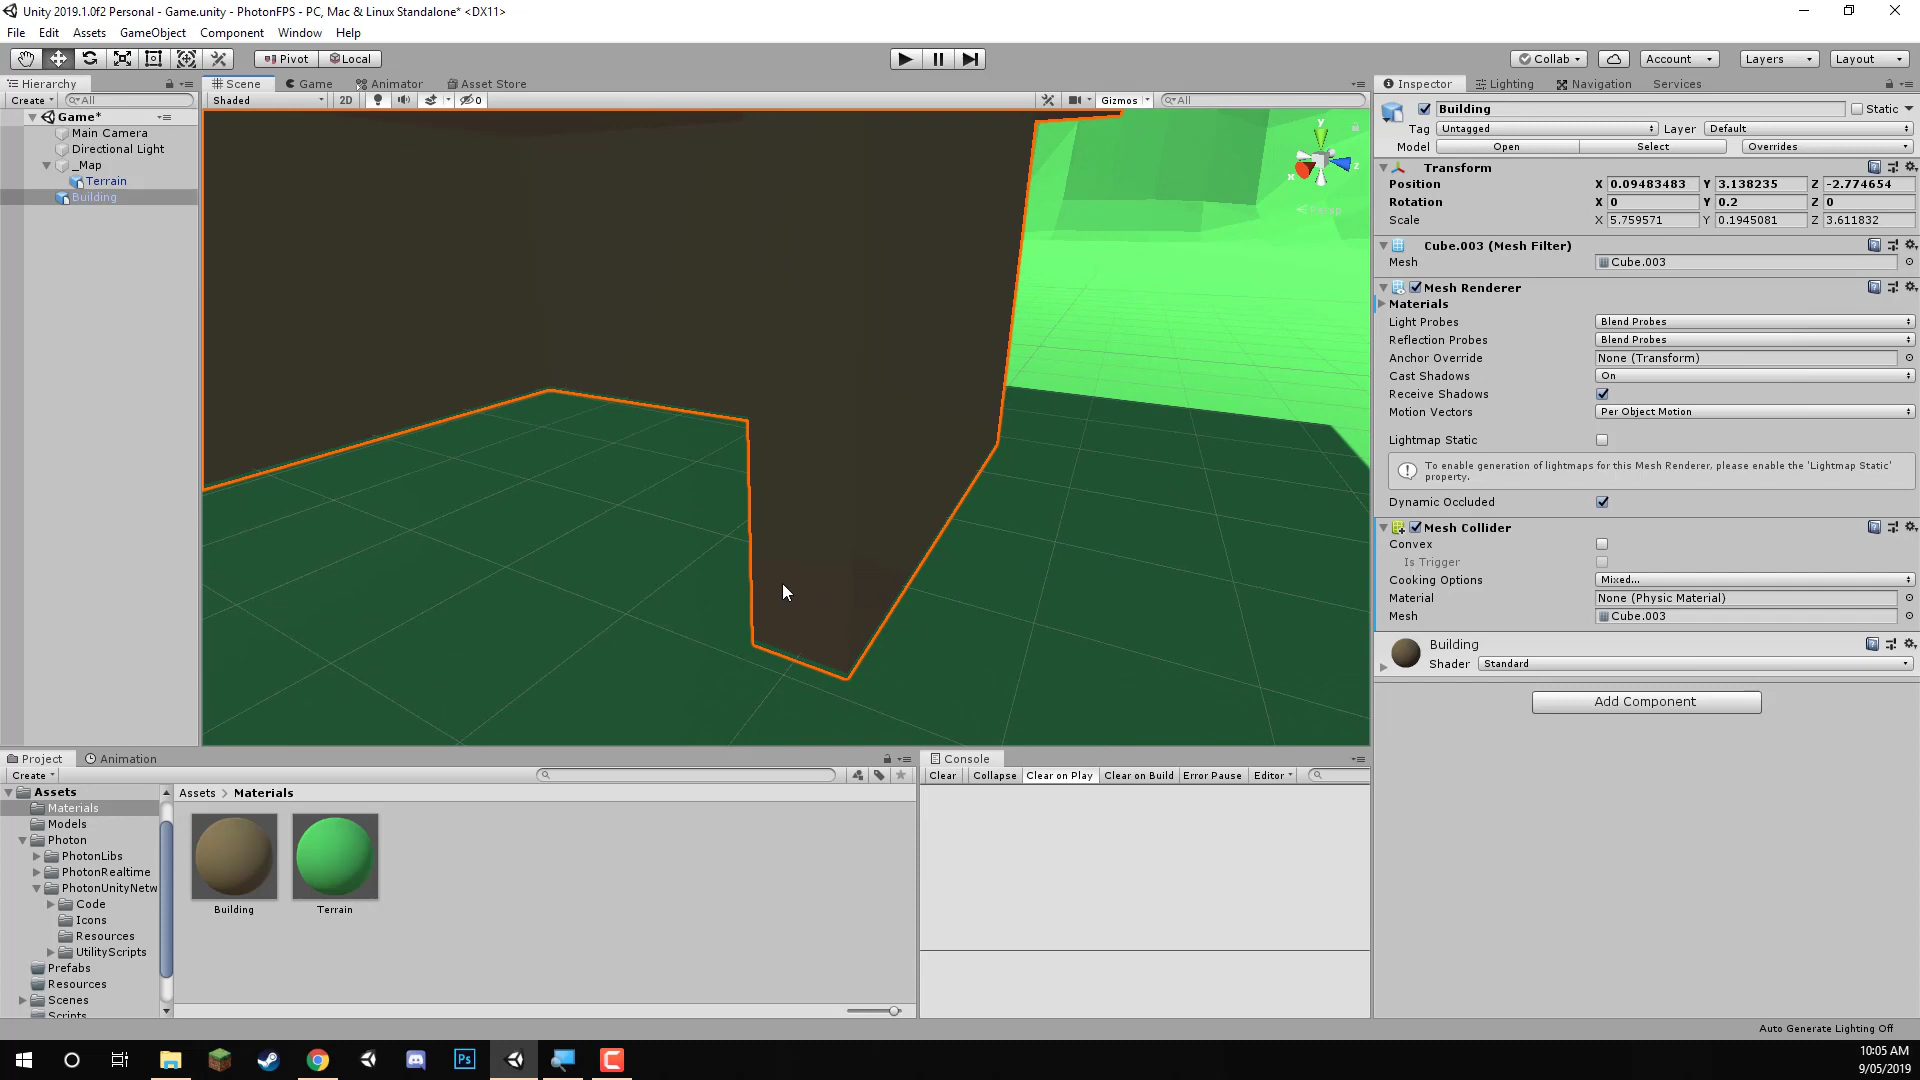 Unity 2019.1.0f2 Personal - Game.unity - PhotonFPS - PC, Mac & Linux Standalone* <DX11>
File Edit Assets GameObject Component Window Help
Pivot Local Collab Account Layers Layout
Hierarchy Scene Game Animator Asset Store Inspector Lighting Navigation Services
Create All Shaded 2D 0 Gizmos All
Building Static
Game*
Main Camera
Directional Light
_Map
Terrain
Building
y
x
z
Persp
Tag Untagged Layer Default
Model Open Select Overrides
Transform
Position X 0.09483483 Y 3.138235 Z -2.774654
Rotation X 0 Y 0.2 Z 0
Scale X 5.759571 Y 0.1945081 Z 3.611832
Cube.003 (Mesh Filter)
Mesh Cube.003
Mesh Renderer
Materials
Light Probes Blend Probes
Reflection Probes Blend Probes
Anchor Override None (Transform)
Cast Shadows On
Receive Shadows
Motion Vectors Per Object Motion
Lightmap Static
To enable generation of lightmaps for this Mesh Renderer, please enable the 'Lightmap Static'
property.
Dynamic Occluded
Mesh Collider
Convex
Is Trigger
Cooking Options Mixed...
Material None (Physic Material)
Mesh Cube.003
Building
Shader Standard
Add Component
Project Animation Console
Create Clear Collapse Clear on Play Clear on Build Error Pause Editor
Assets
Materials
Models
Photon
PhotonLibs
PhotonRealtime
PhotonUnityNetw
Code
Icons
Resources
UtilityScripts
Prefabs
Resources
Scenes
Scripts
Assets > Materials
Building Terrain
Auto Generate Lighting Off
Ps
10:05 AM
9/05/2019